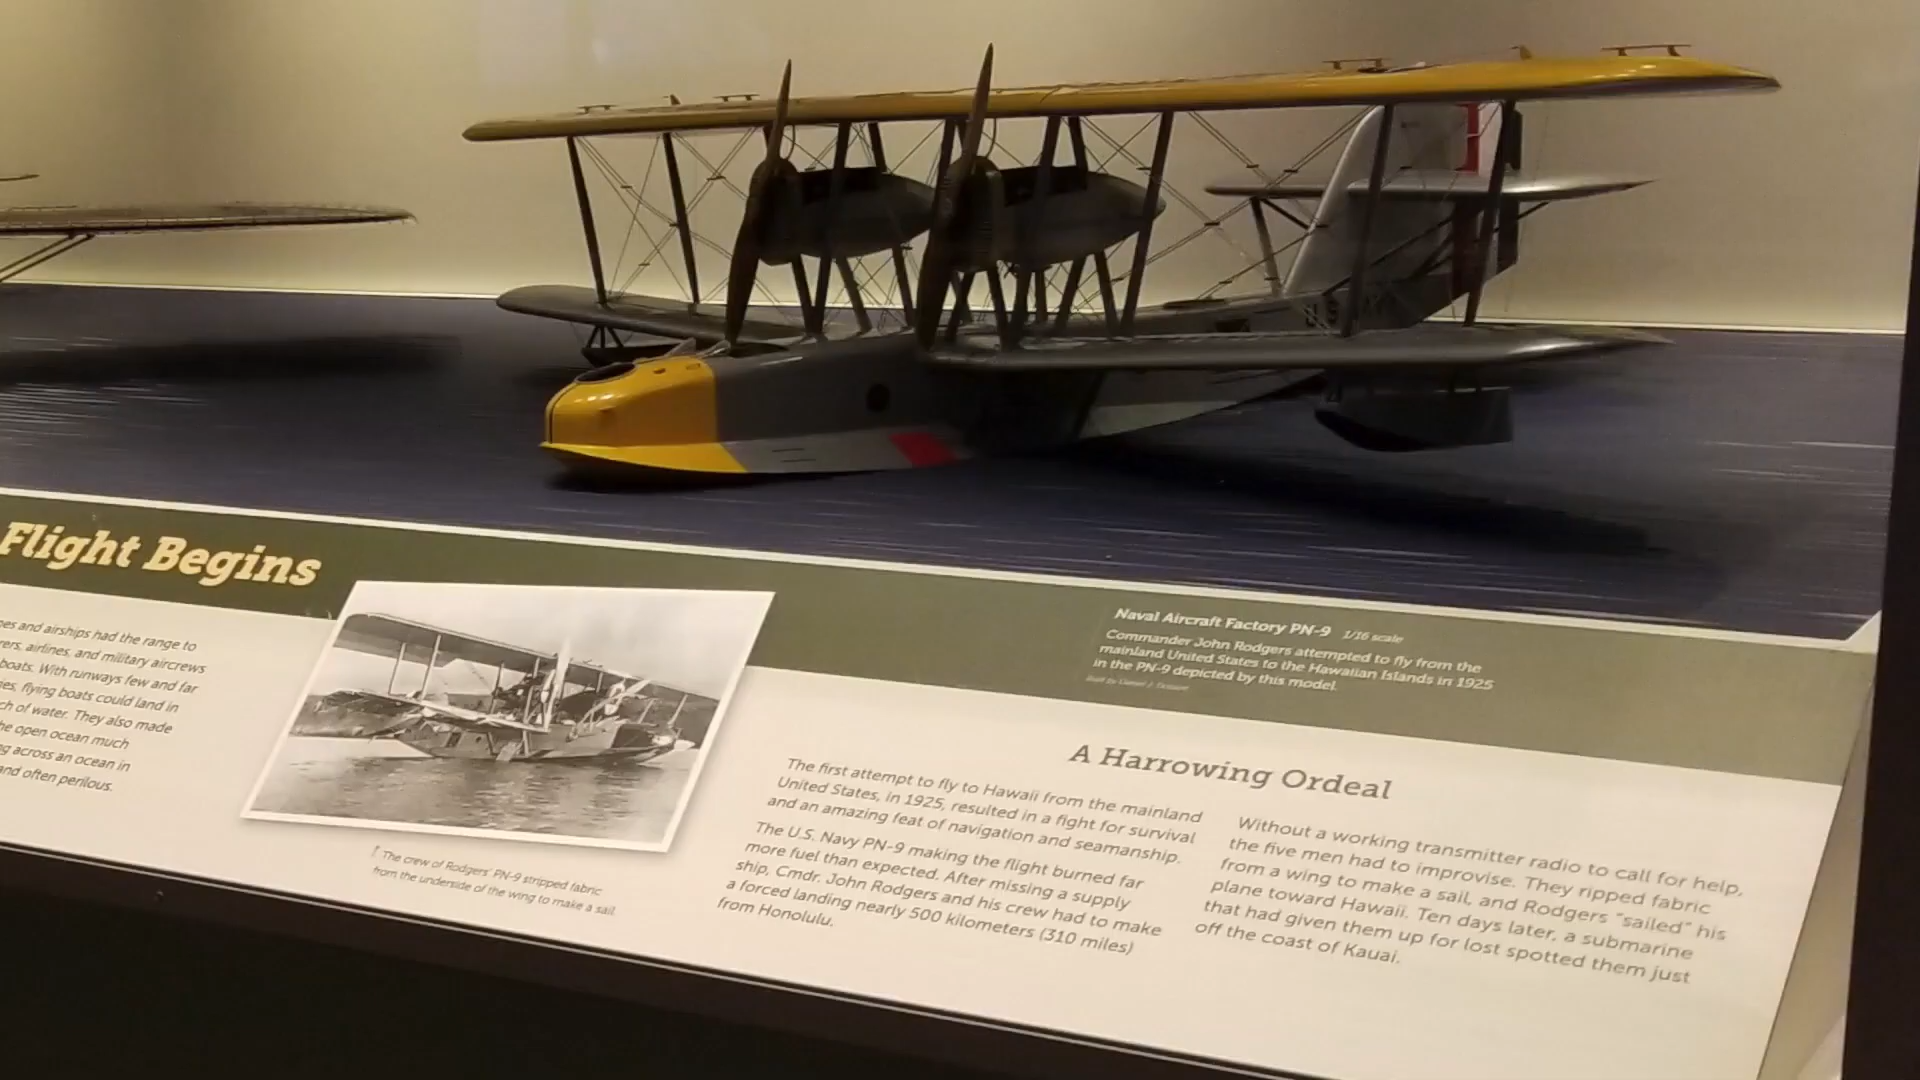 Flight Begins
and airships had the range to
airlines, and military aircrews
boats. With runways few and far
flying boats could land in
of water. They also made
open ocean much
across an ocean in
and often perilous.
The crew of Rodgers' PN-9 stripped fabric
from the underside of the wing to make a sail.
Naval Aircraft Factory PN-9 1/16 scale
Commander John Rodgers attempted to fly from the
mainland United States to the Hawaiian Islands in 1925
in the PN-9 depicted by this model.
Built by
A Harrowing Ordeal
The first attempt to fly to Hawaii from the mainland
United States, in 1925, resulted in a fight for survival
and an amazing feat of navigation and seamanship.
The U.S. Navy PN-9 making the flight burned far
more fuel than expected. After missing a supply
ship, Cmdr. John Rodgers and his crew had to make
a forced landing nearly 500 kilometers (310 miles)
from Honolulu.
Without a working transmitter radio to call for help,
the five men had to improvise. They ripped fabric
from a wing to make a sail, and Rodgers "sailed" his
plane toward Hawaii. Ten days later, a submarine
that had given them up for lost spotted them just
off the coast of Kauai.